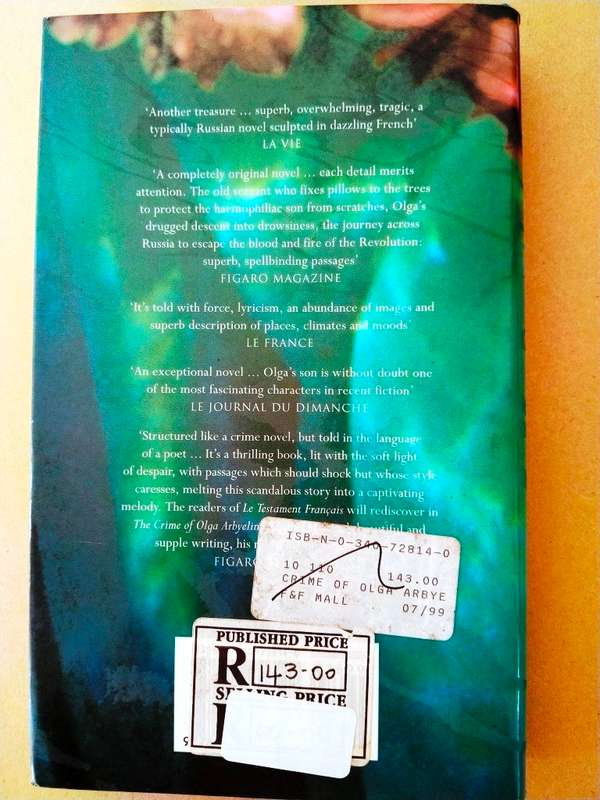 ‘Another treasure ... superb, overwhelming, tragic, a
typically Russian novel sculpted in dazzling French’
LA VIE
‘A completely original novel ... each detail merits
attention. The old servant who fixes pillows to the trees
to protect the haemophiliac son from scratches, Olga’s
drugged descent into drowsiness, the journey across
Russia to escape the blood and fire of the Revolution:
superb, spellbinding passages’
FIGARO MAGAZINE
‘It’s told with force, lyricism, an abundance of images and
superb description of places, climates and moods’
LE FRANCE
‘An exceptional novel ... Olga’s son is without doubt one
of the most fascinating characters in recent fiction’
LE JOURNAL DU DIMANCHE
‘Structured like a crime novel, but told in the language
of a poet ... It’s a thrilling book, lit with the soft light
of despair, with passages which should shock but whose style
caresses, melting this scandalous story into a captivating
melody. The readers of Le Testament Français will rediscover in
The Crime of Olga Arbyelin and
supple writing, his
ISB-N-0-340-72814-0
10 110 143.00
CRIME OF OLGA ARBYE
F&F MALL 07/99
PUBLISHED PRICE
R 143-00
SELLING PRICE